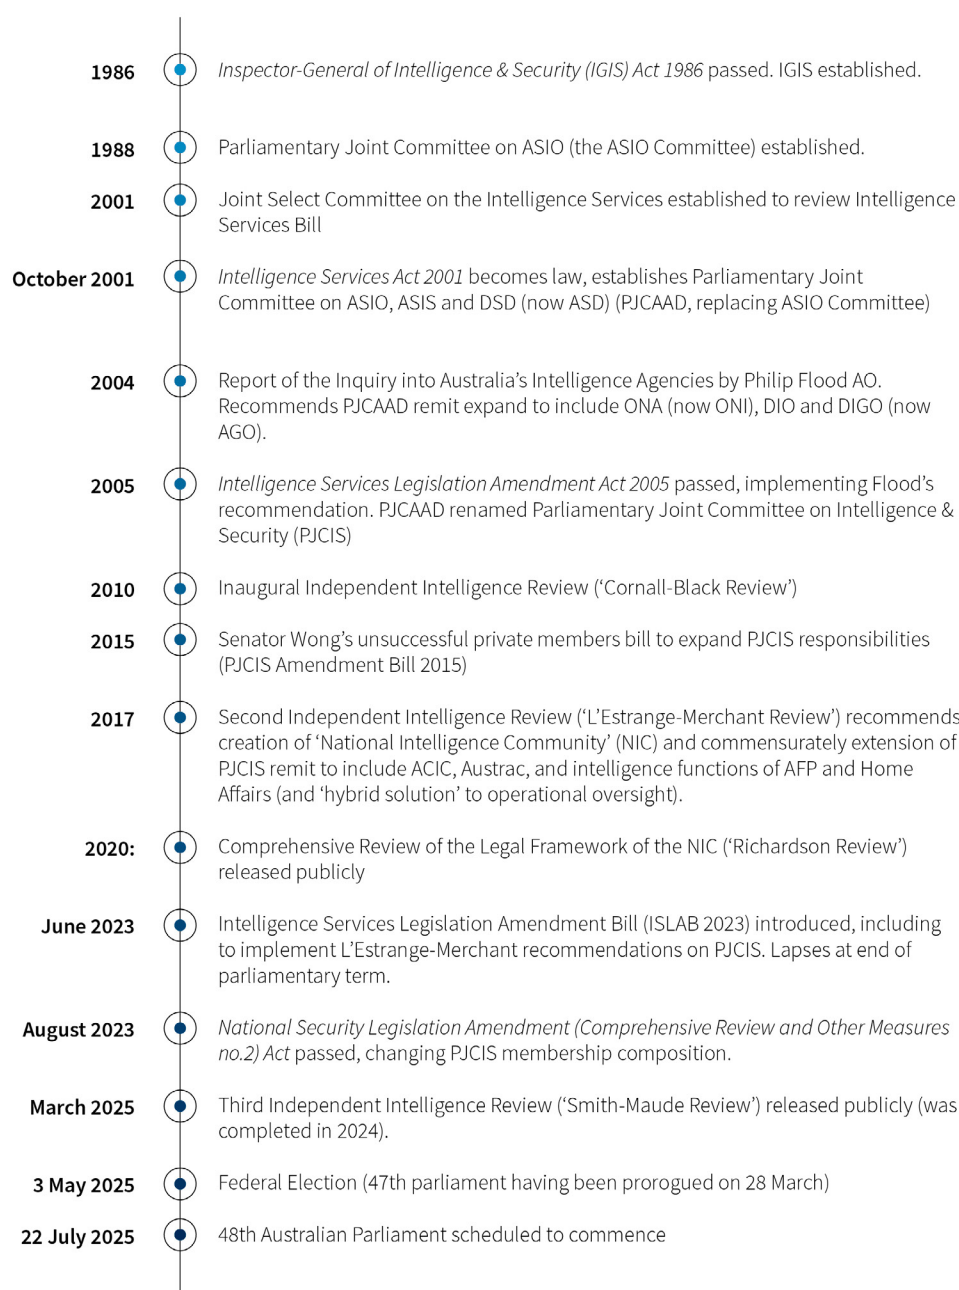 1986 Inspector-General of Intelligence & Security (IGIS) Act 1986 passed. IGIS established.
1988 Parliamentary Joint Committee on ASIO (the ASIO Committee) established.
2001 Joint Select Committee on the Intelligence Services established to review Intelligence
Services Bill
October 2001 Intelligence Services Act 2001 becomes law, establishes Parliamentary Joint
Committee on ASIO, ASIS and DSD (now ASD) (PJCAAD, replacing ASIO Committee)
2004 Report of the Inquiry into Australia’s Intelligence Agencies by Philip Flood AO.
Recommends PJCAAD remit expand to include ONA (now ONI), DIO and DIGO (now
AGO).
2005 Intelligence Services Legislation Amendment Act 2005 passed, implementing Flood’s
recommendation. PJCAAD renamed Parliamentary Joint Committee on Intelligence &
Security (PJCIS)
2010 Inaugural Independent Intelligence Review (‘Cornall-Black Review’)
2015 Senator Wong’s unsuccessful private members bill to expand PJCIS responsibilities
(PJCIS Amendment Bill 2015)
2017 Second Independent Intelligence Review (‘L’Estrange-Merchant Review’) recommends
creation of ‘National Intelligence Community’ (NIC) and commensurately extension of
PJCIS remit to include ACIC, Austrac, and intelligence functions of AFP and Home
Affairs (and ‘hybrid solution’ to operational oversight).
2020: Comprehensive Review of the Legal Framework of the NIC (‘Richardson Review’)
released publicly
June 2023 Intelligence Services Legislation Amendment Bill (ISLAB 2023) introduced, including
to implement L’Estrange-Merchant recommendations on PJCIS. Lapses at end of
parliamentary term.
August 2023 National Security Legislation Amendment (Comprehensive Review and Other Measures
no.2) Act passed, changing PJCIS membership composition.
March 2025 Third Independent Intelligence Review (‘Smith-Maude Review’) released publicly (was
completed in 2024).
3 May 2025 Federal Election (47th parliament having been prorogued on 28 March)
22 July 2025 48th Australian Parliament scheduled to commence